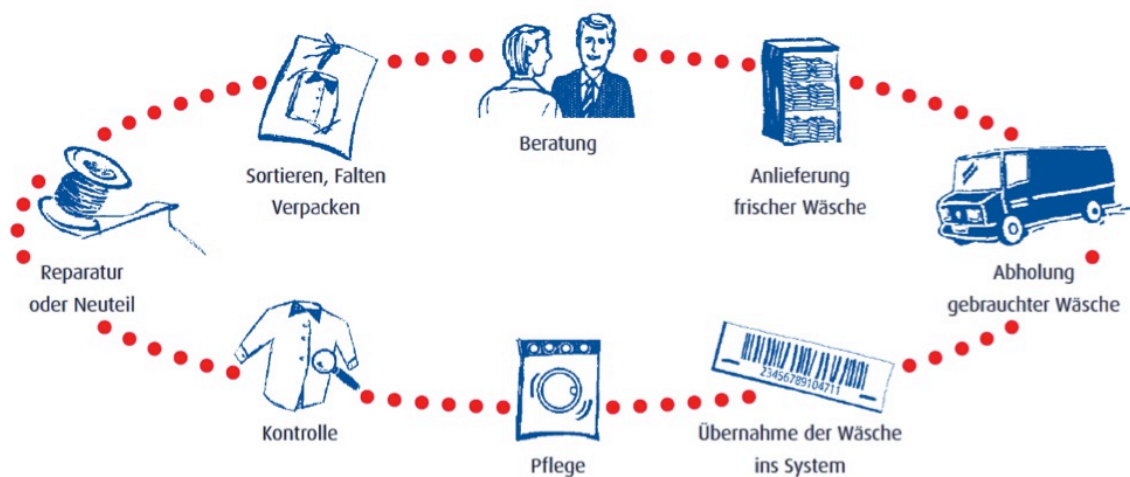 Beratung
Sortieren, Falten
Verpacken
Anlieferung
frischer Wäsche
Reparatur
oder Neuteil
Abholung
gebrauchter Wäsche
23456789104711
Kontrolle
Übernahme der Wäsche
ins System
Pflege